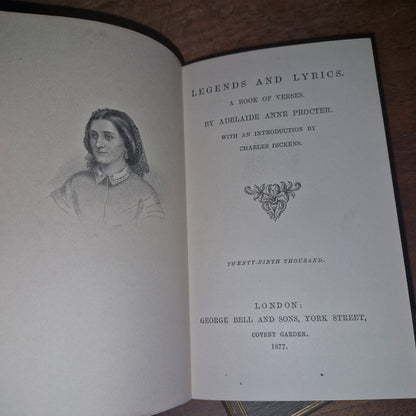 LEGENDS AND LYRICS.
A BOOK OF VERSES.
BY ADELAIDE ANNE PROCTER.
WITH AN INTRODUCTION BY
CHARLES DICKENS.
TWENTY-NINTH THOUSAND.
LONDON:
GEORGE BELL AND SONS, YORK STREET,
COVENT GARDEN.
1877.